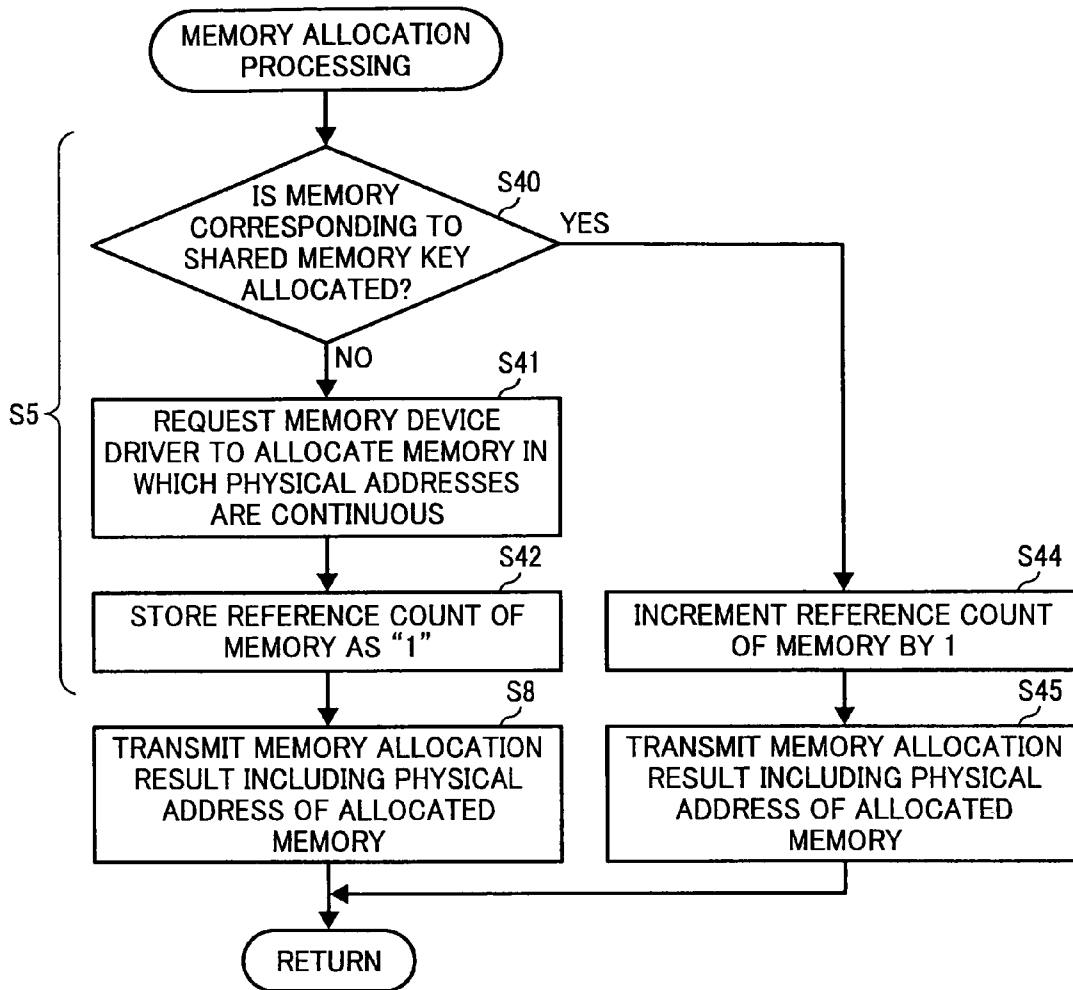 MEMORY ALLOCATION
PROCESSING
S40
IS MEMORY
CORRESPONDING TO
SHARED MEMORY KEY
ALLOCATED?
YES
NO
S5
S41
REQUEST MEMORY DEVICE
DRIVER TO ALLOCATE MEMORY IN
WHICH PHYSICAL ADDRESSES
ARE CONTINUOUS
S42
STORE REFERENCE COUNT OF
MEMORY AS “1”
S44
INCREMENT REFERENCE COUNT
OF MEMORY BY 1
S8
TRANSMIT MEMORY ALLOCATION
RESULT INCLUDING PHYSICAL
ADDRESS OF ALLOCATED
MEMORY
S45
TRANSMIT MEMORY ALLOCATION
RESULT INCLUDING PHYSICAL
ADDRESS OF ALLOCATED
MEMORY
RETURN